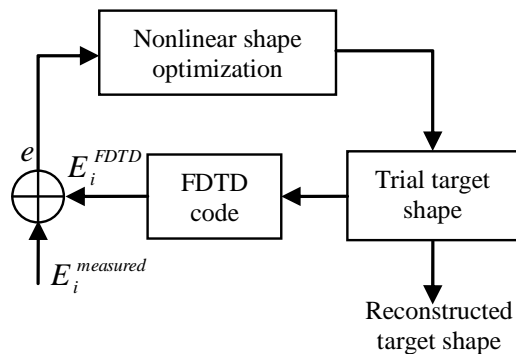 Nonlinear shape
optimization
e
E_i^{FDTD}
FDTD
code
Trial target
shape
E_i^{measured}
Reconstructed
target shape